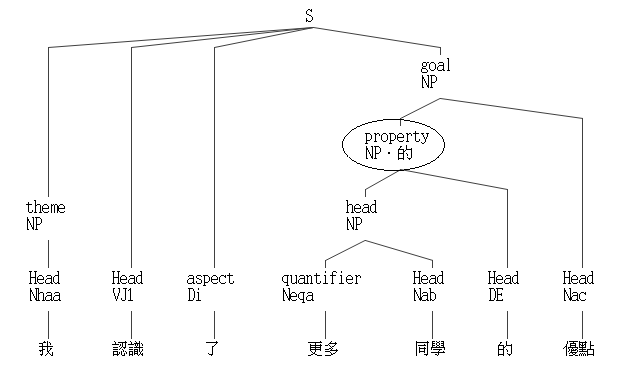 S
goal
NP
property
NP·的
theme
NP
head
NP
Head
Nhaa
Head
VJ1
aspect
Di
quantifier
Neqa
Head
Nab
Head
DE
Head
Nac
我 認識 了 更多 同學 的 優點